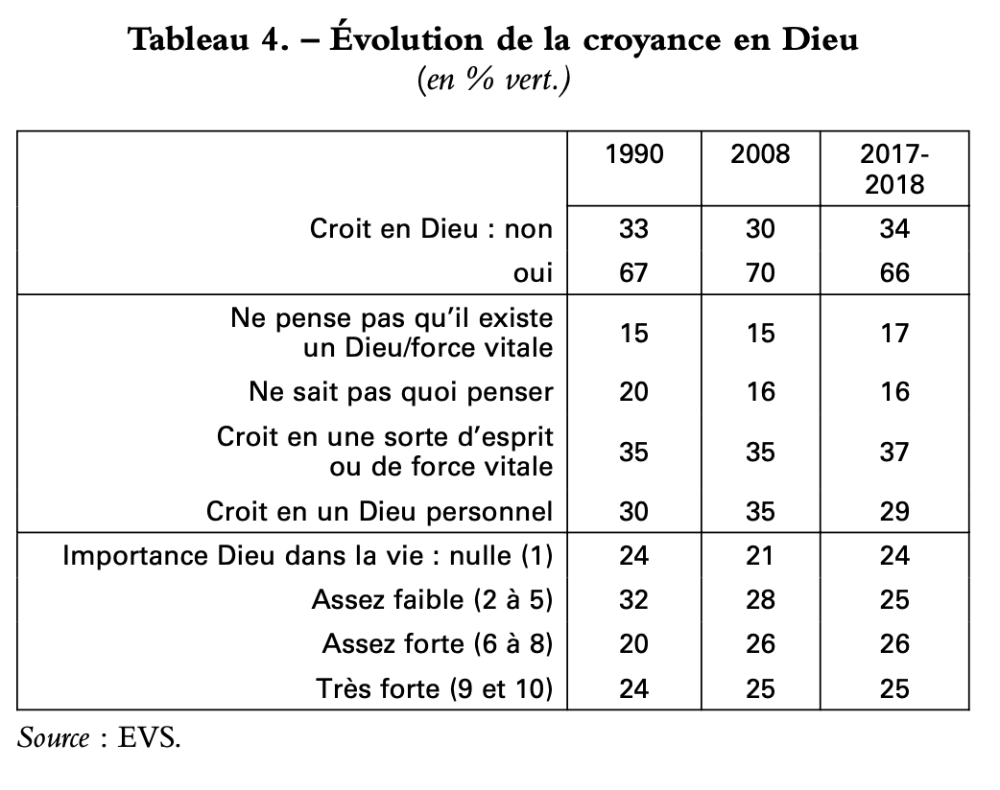 Tableau 4. – Évolution de la croyance en Dieu
(en % vert.)
1990 2008 2017-
2018
Croit en Dieu : non 33 30 34
oui 67 70 66
Ne pense pas qu’il existe
un Dieu/force vitale 15 15 17
Ne sait pas quoi penser 20 16 16
Croit en une sorte d’esprit
ou de force vitale 35 35 37
Croit en un Dieu personnel 30 35 29
Importance Dieu dans la vie : nulle (1) 24 21 24
Assez faible (2 à 5) 32 28 25
Assez forte (6 à 8) 20 26 26
Très forte (9 et 10) 24 25 25
Source : EVS.